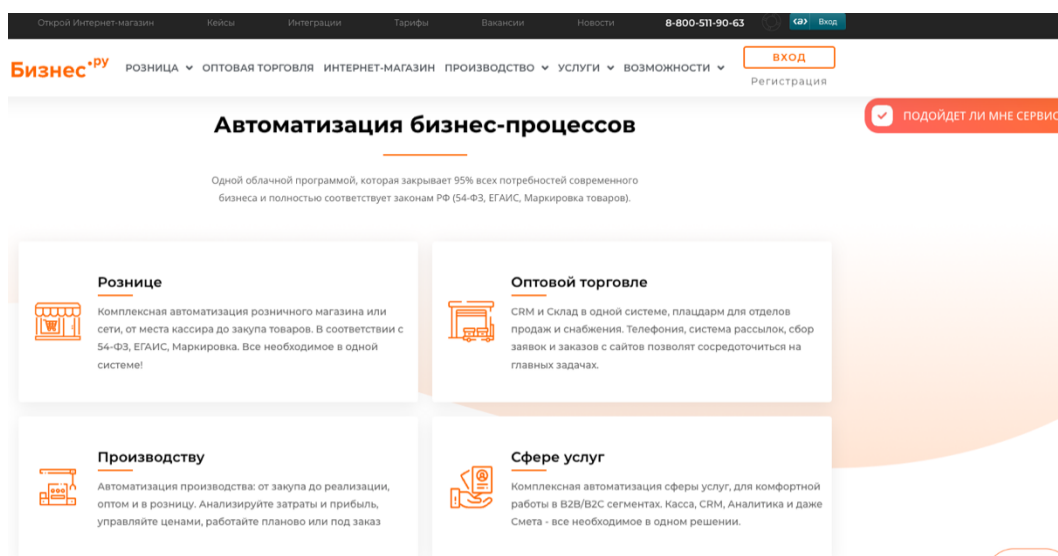 Открой Интернет-магазин Кейсы Интеграции Тарифы Вакансии Новости 8-800-511-90-63 Вход
Бизнес.РУ РОЗНИЦА ОПТОВАЯ ТОРГОВЛЯ ИНТЕРНЕТ-МАГАЗИН ПРОИЗВОДСТВО УСЛУГИ ВОЗМОЖНОСТИ ВХОД
Регистрация
ПОДОЙДЕТ ЛИ МНЕ СЕРВИС
Автоматизация бизнес-процессов
Одной облачной программой, которая закрывает 95% всех потребностей современного
бизнеса и полностью соответствует законам РФ (54-ФЗ, ЕГАИС, Маркировка товаров).
Рознице
Комплексная автоматизация розничного магазина или
сети, от места кассира до закупа товаров. В соответствии с
54-ФЗ, ЕГАИС, Маркировка. Все необходимое в одной
системе!
Оптовой торговле
CRM и Склад в одной системе, плацдарм для отделов
продаж и снабжения. Телефония, система рассылок, сбор
заявок и заказов с сайтов позволят сосредоточиться на
главных задачах.
Производству
Автоматизация производства: от закупа до реализации,
оптом и в розницу. Анализируйте затраты и прибыль,
управляйте ценами, работайте планово или под заказ
Сфере услуг
Комплексная автоматизация сферы услуг, для комфортной
работы в B2B/B2C сегментах. Касса, CRM, Аналитика и даже
Смета - все необходимое в одном решении.